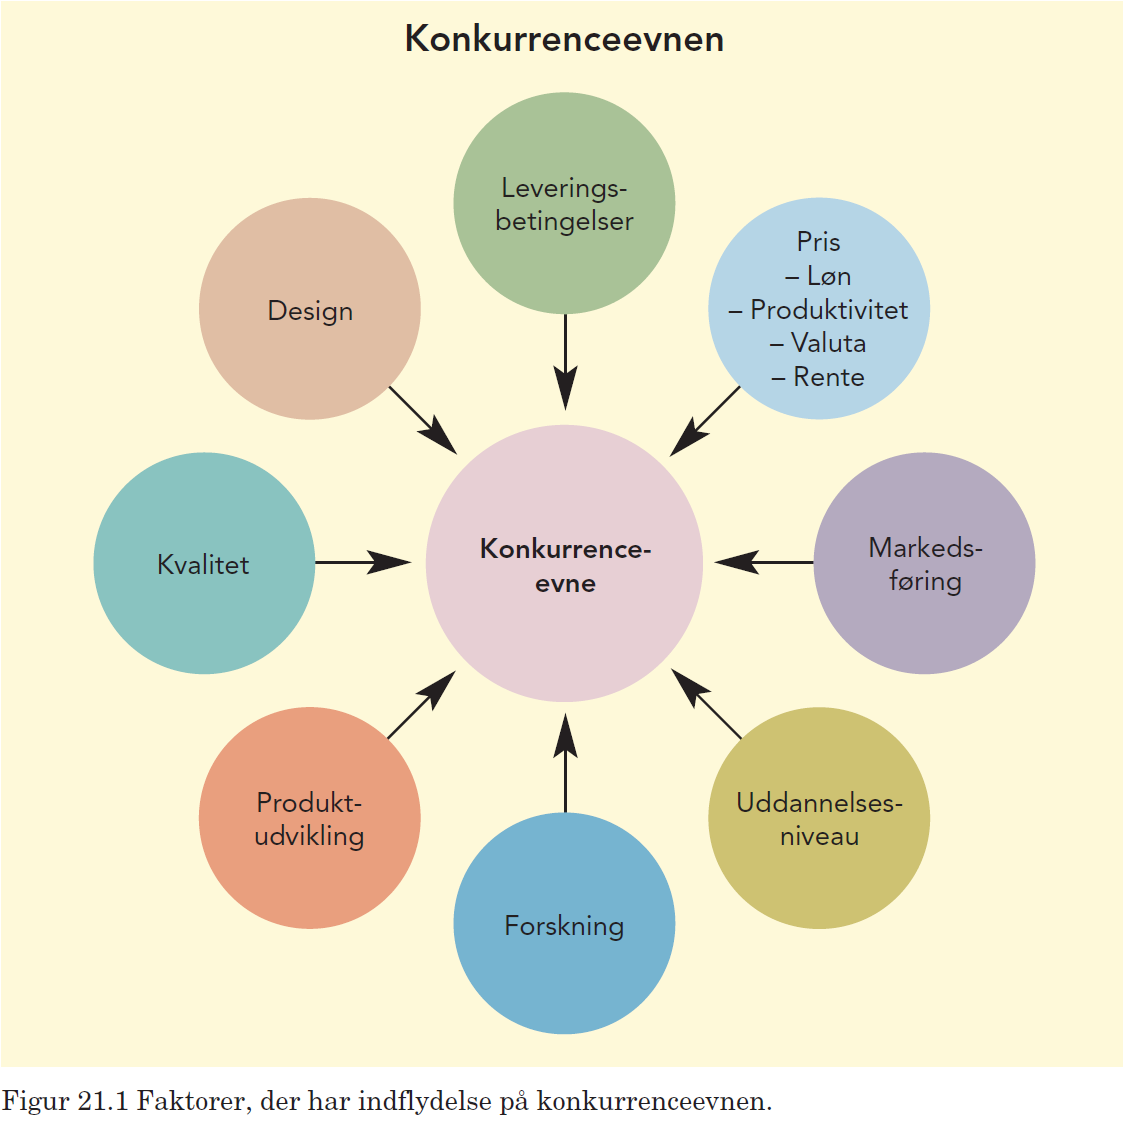 Konkurrenceevnen
Leverings-
betingelser
Pris
– Løn
– Produktivitet
– Valuta
– Rente
Design
Kvalitet
Konkurrence-
evne
Markeds-
føring
Produkt-
udvikling
Uddannelses-
niveau
Forskning
Figur 21.1 Faktorer, der har indflydelse på konkurrenceevnen.